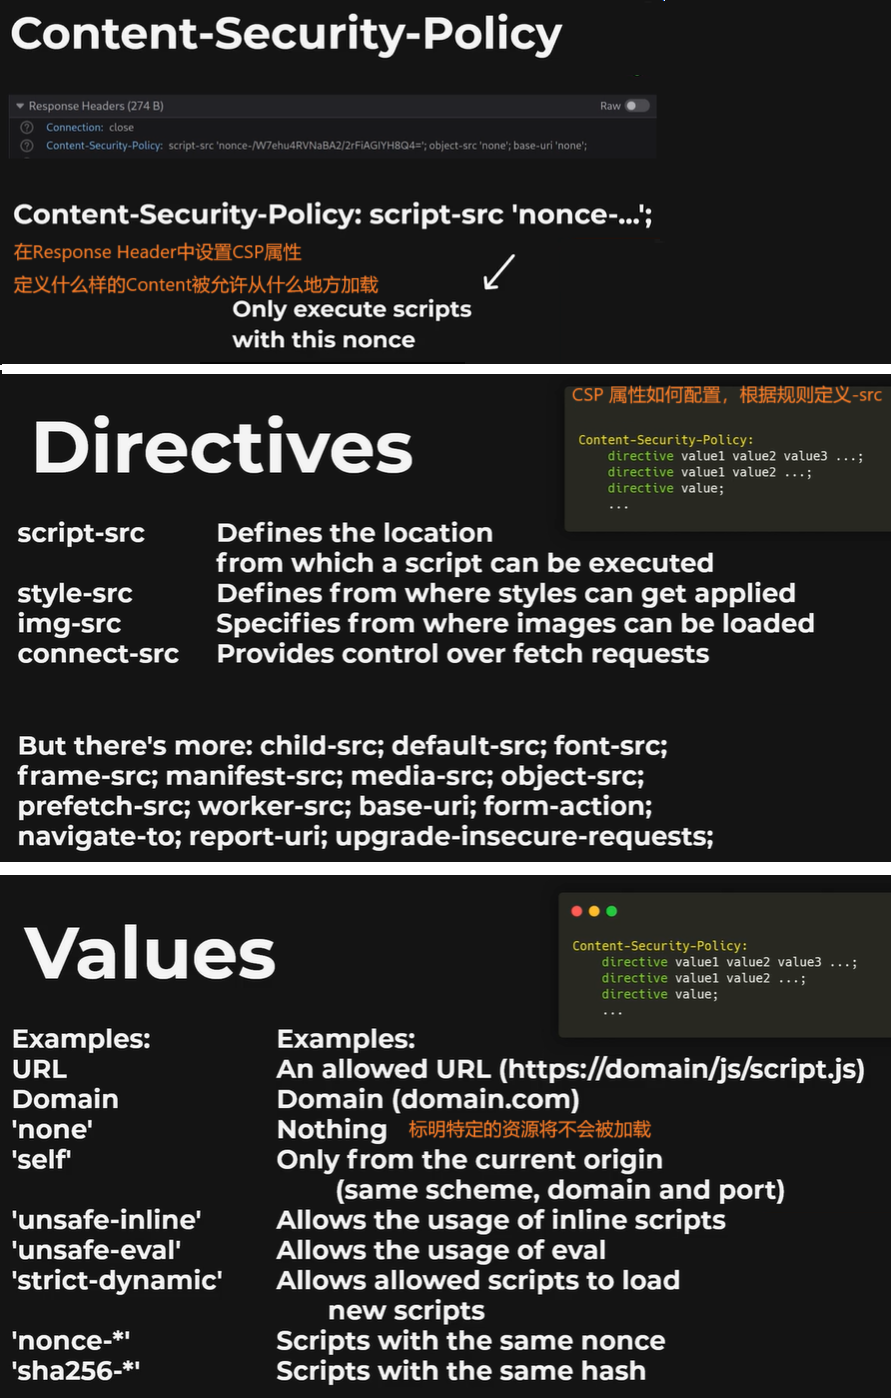 Content-Security-Policy
Response Headers (274 B)
Raw
Connection: close
Content-Security-Policy: script-src 'nonce-/W7ehu4RVNaBA2/2rFiAGIYH8Q4='; object-src 'none'; base-uri 'none';
Content-Security-Policy: script-src 'nonce-...';
在Response Header中设置CSP属性
定义什么样的Content被允许从什么地方加载
Only execute scripts
with this nonce
Directives
CSP 属性如何配置，根据规则定义-src
Content-Security-Policy:
directive value1 value2 value3 ...;
directive value1 value2 ...;
directive value;
...
script-src Defines the location
from which a script can be executed
style-src Defines from where styles can get applied
img-src Specifies from where images can be loaded
connect-src Provides control over fetch requests
But there's more: child-src; default-src; font-src;
frame-src; manifest-src; media-src; object-src;
prefetch-src; worker-src; base-uri; form-action;
navigate-to; report-uri; upgrade-insecure-requests;
Values
Content-Security-Policy:
directive value1 value2 value3 ...;
directive value1 value2 ...;
directive value;
...
Examples: Examples:
URL An allowed URL (https://domain/js/script.js)
Domain Domain (domain.com)
'none' Nothing 标明特定的资源将不会被加载
'self' Only from the current origin
(same scheme, domain and port)
'unsafe-inline' Allows the usage of inline scripts
'unsafe-eval' Allows the usage of eval
'strict-dynamic' Allows allowed scripts to load
new scripts
'nonce-*' Scripts with the same nonce
'sha256-*' Scripts with the same hash